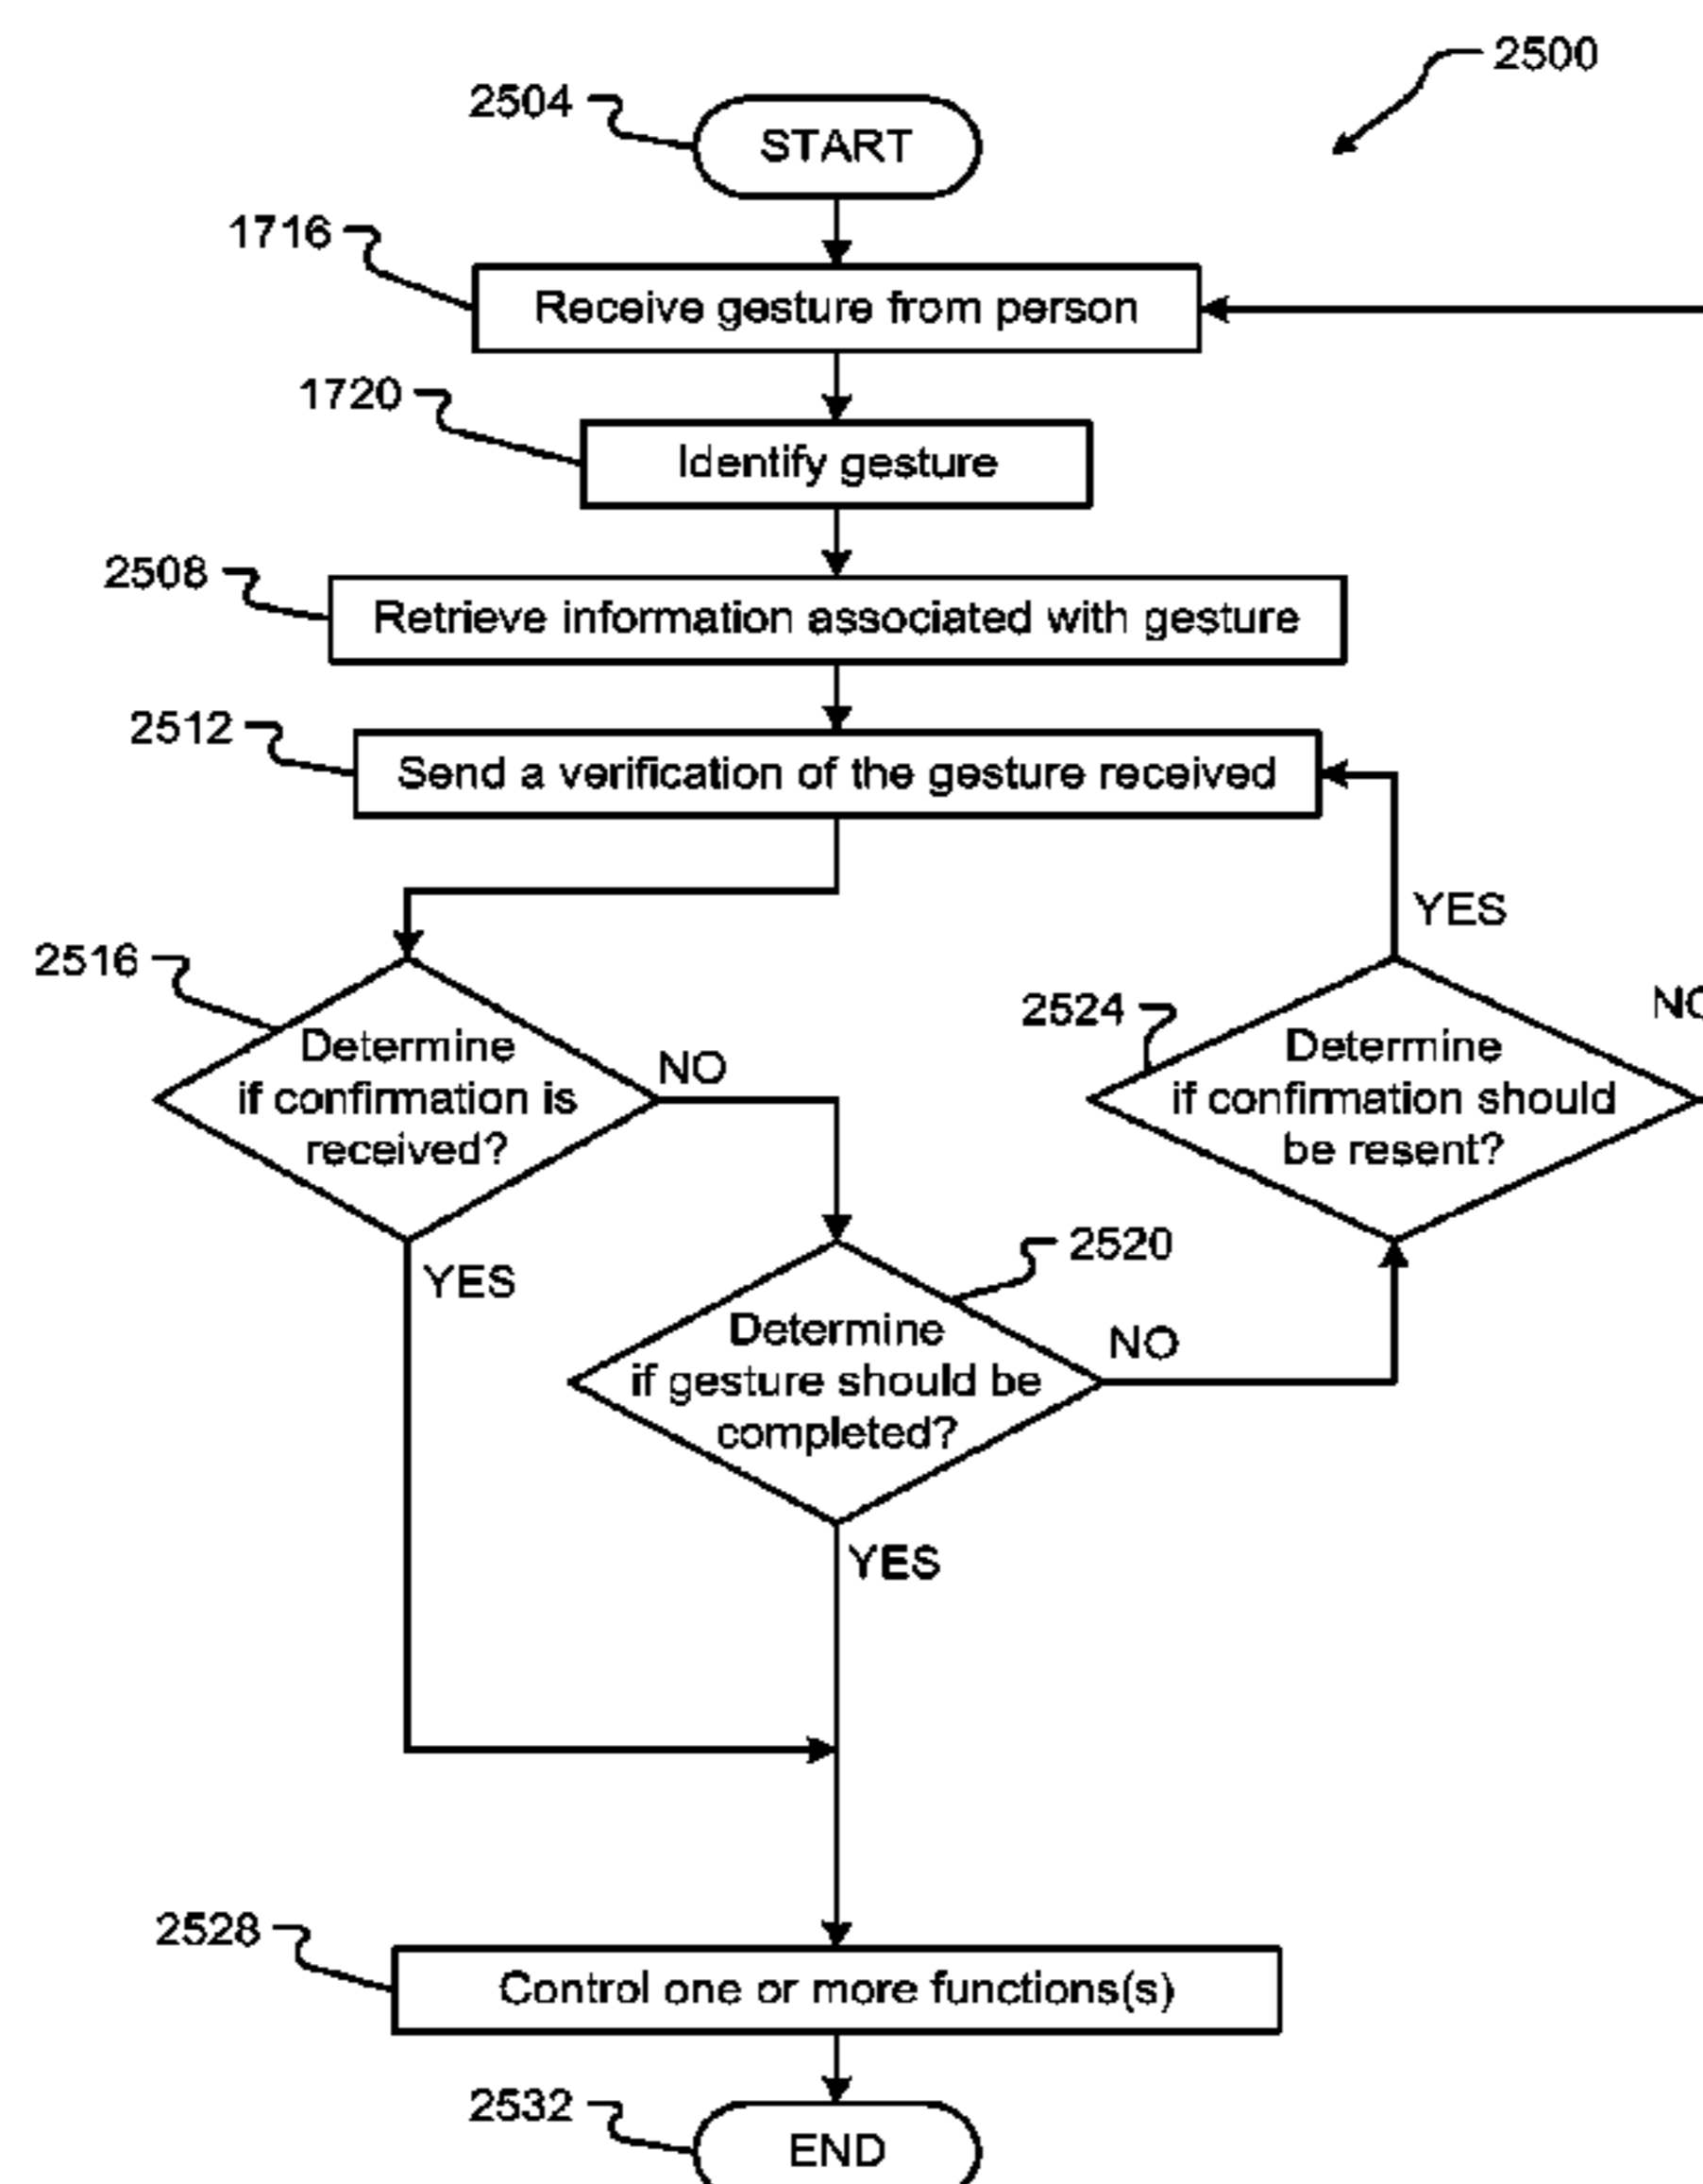 2500
2504
START
1716
Receive gesture from person
1720
Identify gesture
2508
Retrieve information associated with gesture
2512
Send a verification of the gesture received
YES
2516
Determine
if confirmation is
received?
NO
2524
Determine
if confirmation should
be resent?
YES
2520
Determine
if gesture should be
completed?
NO
YES
2528
Control one or more functions(s)
2532
END